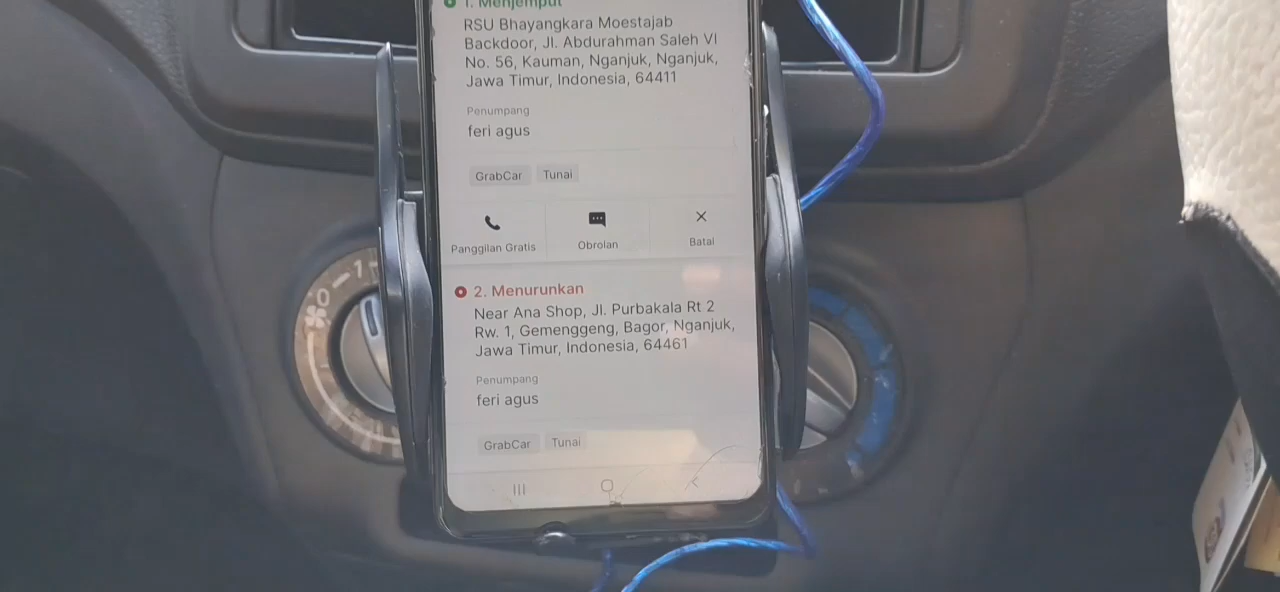 1. Menjemput
RSU Bhayangkara Moestajab
Backdoor, Jl. Abdurahman Saleh VI
No. 56, Kauman, Nganjuk, Nganjuk,
Jawa Timur, Indonesia, 64411
Penumpang
feri agus
GrabCar Tunai
Panggilan Gratis Obrolan Batal
2. Menurunkan
Near Ana Shop, Jl. Purbakala Rt 2
Rw. 1, Gemenggeng, Bagor, Nganjuk,
Jawa Timur, Indonesia, 64461
Penumpang
feri agus
GrabCar Tunai
0 1